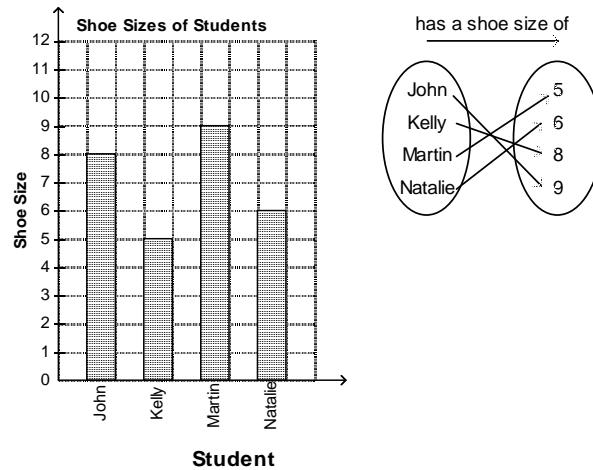 Shoe Sizes of Students
12
11
10
9
8
7
6
5
4
3
2
1
0
Shoe Size
John
Kelly
Martin
Natalie
Student
has a shoe size of
John
Kelly
Martin
Natalie
5
6
8
9